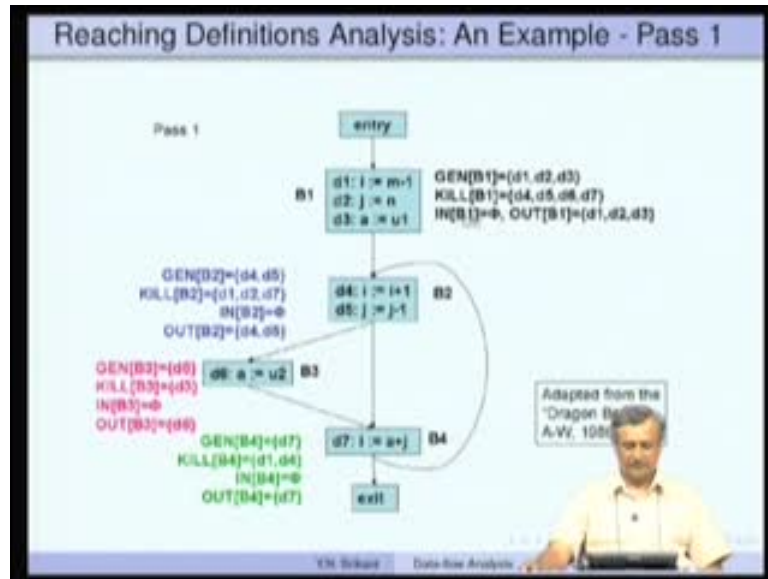 Reaching Definitions Analysis: An Example - Pass 1
Pass 1
entry
B1
d1: i := m-1
d2: j := n
d3: a := u1
GEN[B1]={d1,d2,d3}
KILL[B1]={d4,d5,d6,d7}
IN[B1]=Φ, OUT[B1]={d1,d2,d3}
GEN[B2]={d4,d5}
KILL[B2]={d1,d2,d7}
IN[B2]=Φ
OUT[B2]={d4,d5}
d4: i := i+1
d5: j := j-1
B2
GEN[B3]={d6}
KILL[B3]={d3}
IN[B3]=Φ
OUT[B3]={d6}
d6: a := u2
B3
GEN[B4]={d7}
KILL[B4]={d1,d4}
IN[B4]=Φ
OUT[B4]={d7}
d7: i := a+j
B4
exit
Adapted from the
"Dragon
A-W,
Y.N. Srikant
Data-flow Analysis